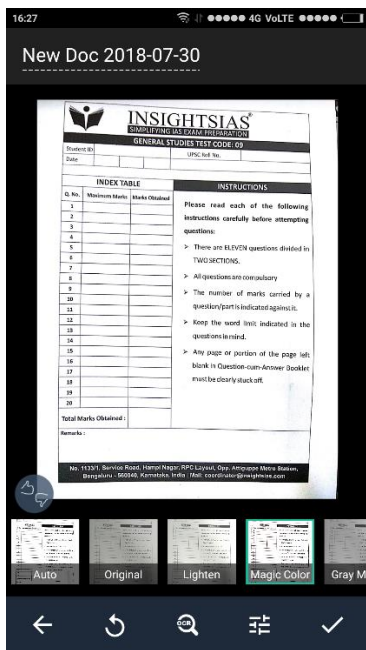 16:27
4G VoLTE
New Doc 2018-07-30
INSIGHTSIAS
SIMPLIFYING IAS EXAM PREPARATION
GENERAL STUDIES TEST CODE: 09
Student ID
UPSC Ref No.
Date
INDEX TABLE
Q. No. Maximum Marks Marks Obtained
1
2
3
4
5
6
7
8
9
10
11
12
13
14
15
16
17
18
19
20
Total Marks Obtained :
Remarks :
INSTRUCTIONS
Please read each of the following
instructions carefully before attempting
questions:
➢ There are ELEVEN questions divided in
TWO SECTIONS.
➢ All questions are compulsory
➢ The number of marks carried by a
question/part is indicated against it.
➢ Keep the word limit indicated in the
questions in mind.
➢ Any page or portion of the page left
blank in Question-cum-Answer Booklet
must be clearly stuck off.
No. 1133/1, Service Road, Hampi Nagar, RPC Layout, Opp. Attiguppe Metro Station,
Bengaluru - 560040, Karnataka, India | Mail: coordinator@insightsias.com
Auto
Original
Lighten
Magic Color
Gray M
OCR